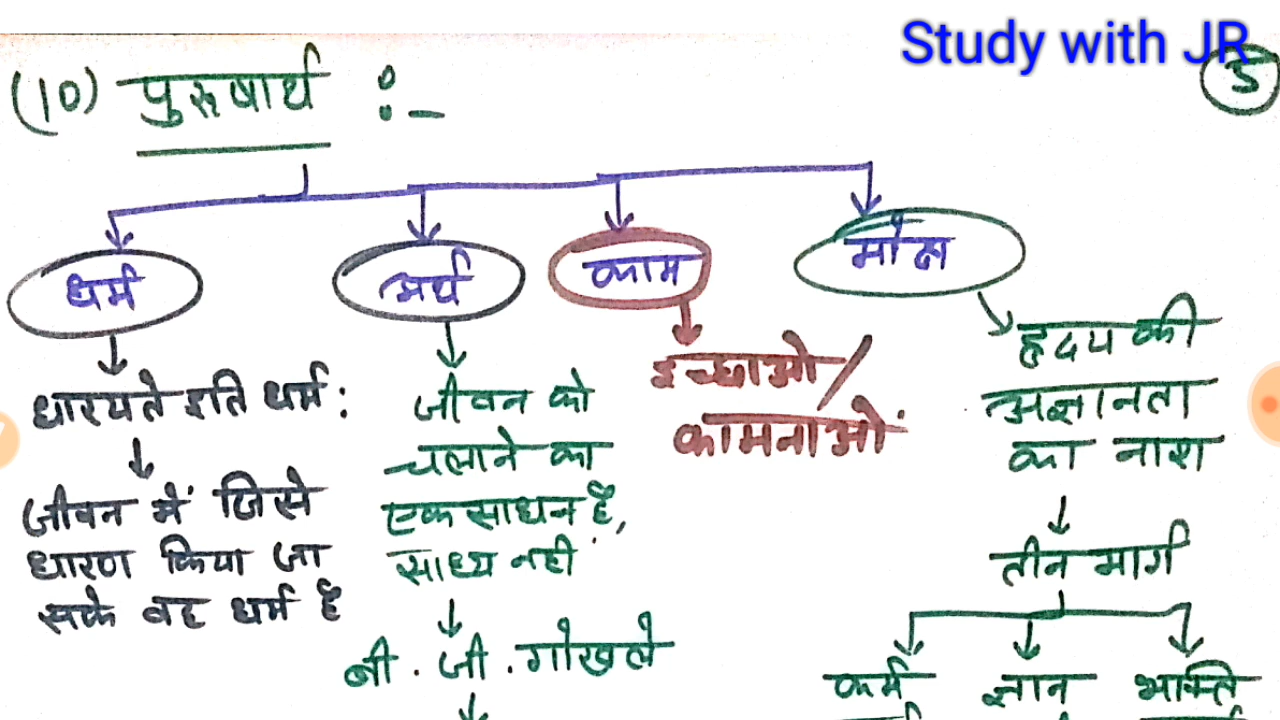 Study with JR
5
(10) पुरुषार्थ :-
धर्म
अर्थ
काम
मोक्ष
धारयते इति धर्म:
जीवन में जिसे
धारण किया जा
सके वह धर्म है
जीवन को
चलाने का
एक साधन है,
साध्य नहीं
बी. जी. गोखले
इच्छाओ/
कामनाओं
हृदय की
अज्ञानता
का नाश
तीन मार्ग
कर्म
ज्ञान
भक्ति